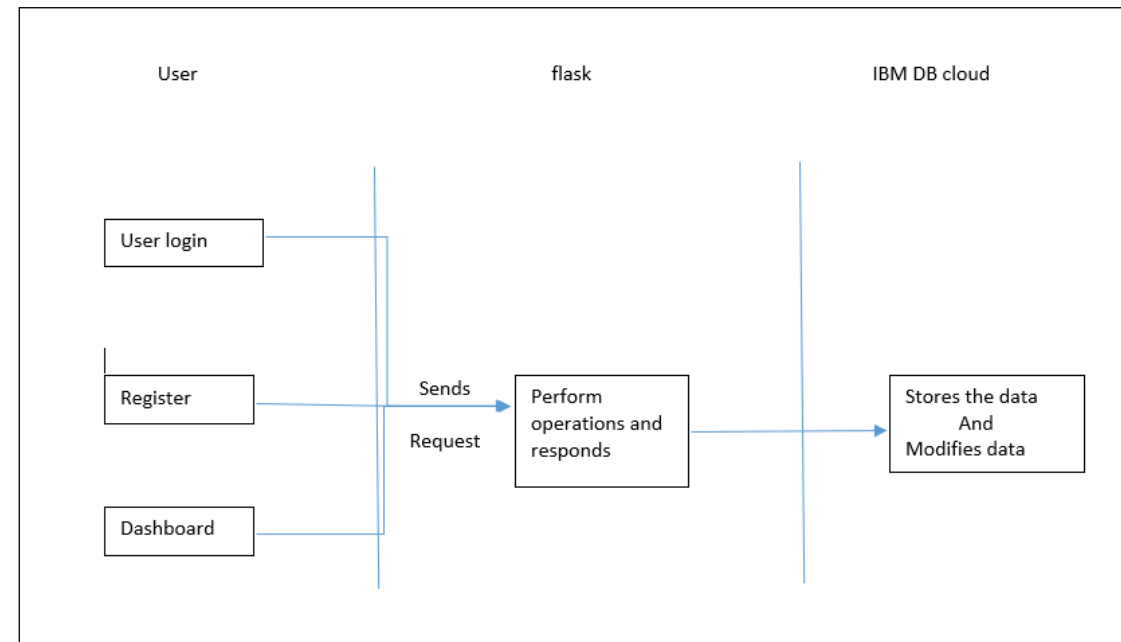 User
flask
IBM DB cloud
User login
Register
Dashboard
Sends
Request
Perform
operations and
responds
Stores the data
And
Modifies data